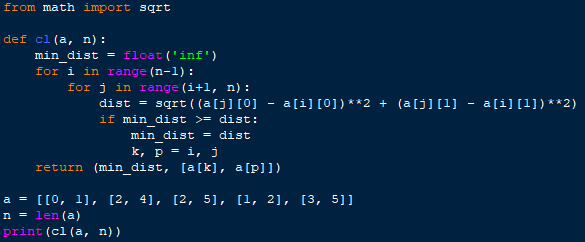 from math import sqrt
def cl(a, n):
    min_dist = float('inf')
    for i in range(n-1):
        for j in range(i+1, n):
            dist = sqrt((a[j][0] - a[i][0])**2 + (a[j][1] - a[i][1])**2)
            if min_dist >= dist:
                min_dist = dist
                k, p = i, j
    return (min_dist, [a[k], a[p]])
a = [[0, 1], [2, 4], [2, 5], [1, 2], [3, 5]]
n = len(a)
print(cl(a, n))